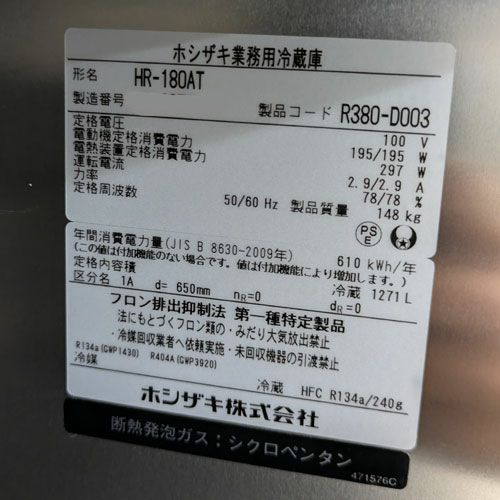 ホシザキ業務用冷蔵庫
形名 HR-180AT
製造番号 製品コード R380-D003
定格電圧 100 V
電動機定格消費電力 195/195 W
電熱装置定格消費電力 297 W
運転電流 2.9/2.9 A
力率 78/78 %
定格周波数 50/60 Hz 製品質量 148 kg
PS
E
年間消費電力量(JIS B 8630-2009年) 610 kWh/年
(この値は付加機能のない場合です。値は付加機能により増加します。)
定格内容積 冷蔵 1271L
区分名 1A d= 650mm nR=0 dR=0
フロン排出抑制法 第一種特定製品
法にもとづくフロン類の・みだり大気放出禁止
・冷媒回収業者へ依頼実施・未回収機器の引渡禁止
R134a(GWP1430) R404A(GWP3920)
冷媒 冷蔵 HFC R134a/240g
ホシザキ株式会社
断熱発泡ガス:シクロペンタン
471576C